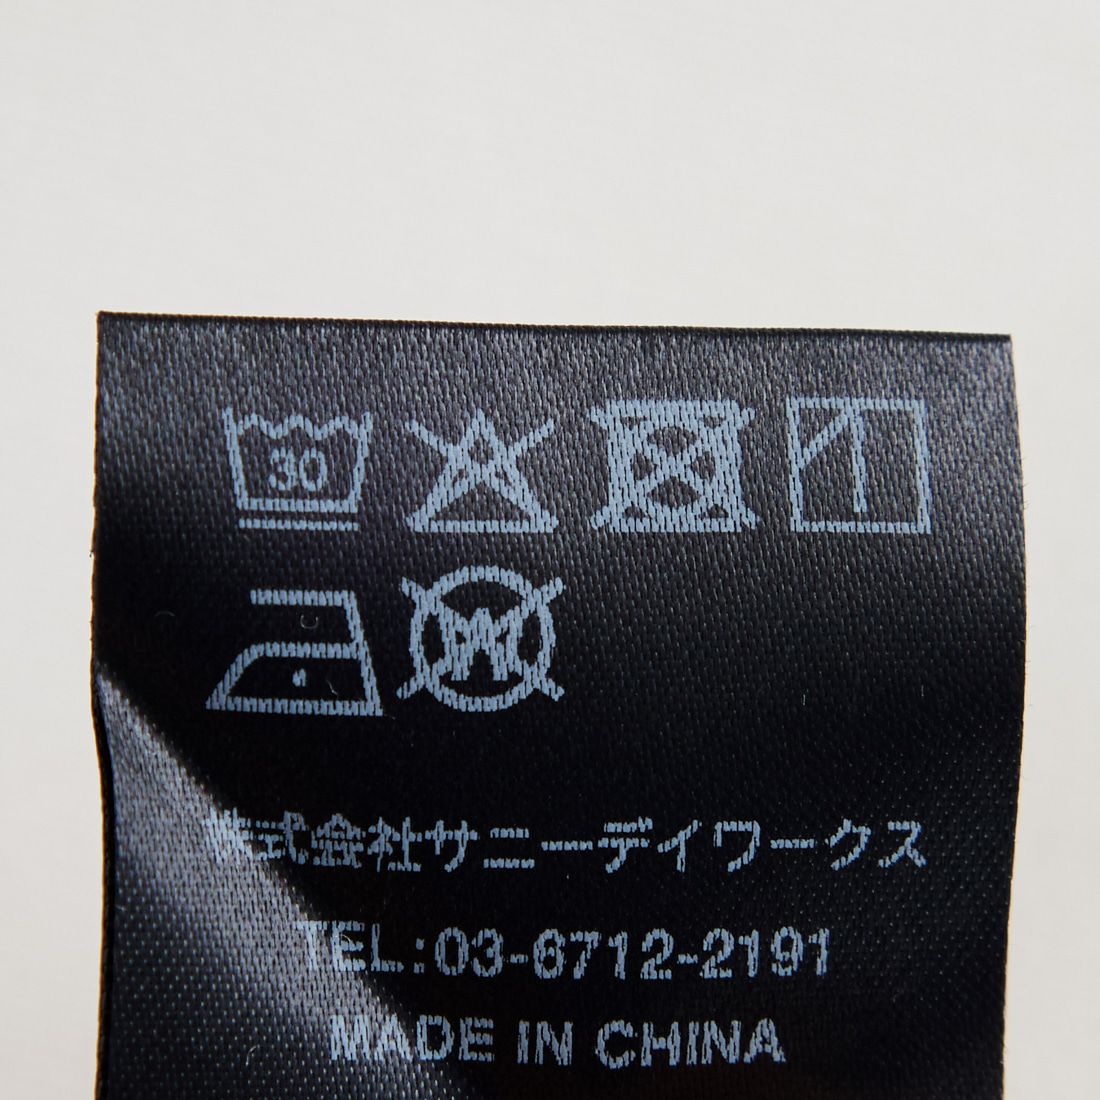 30
W
株式会社サニーデイワークス
TEL:03-6712-2191
MADE IN CHINA